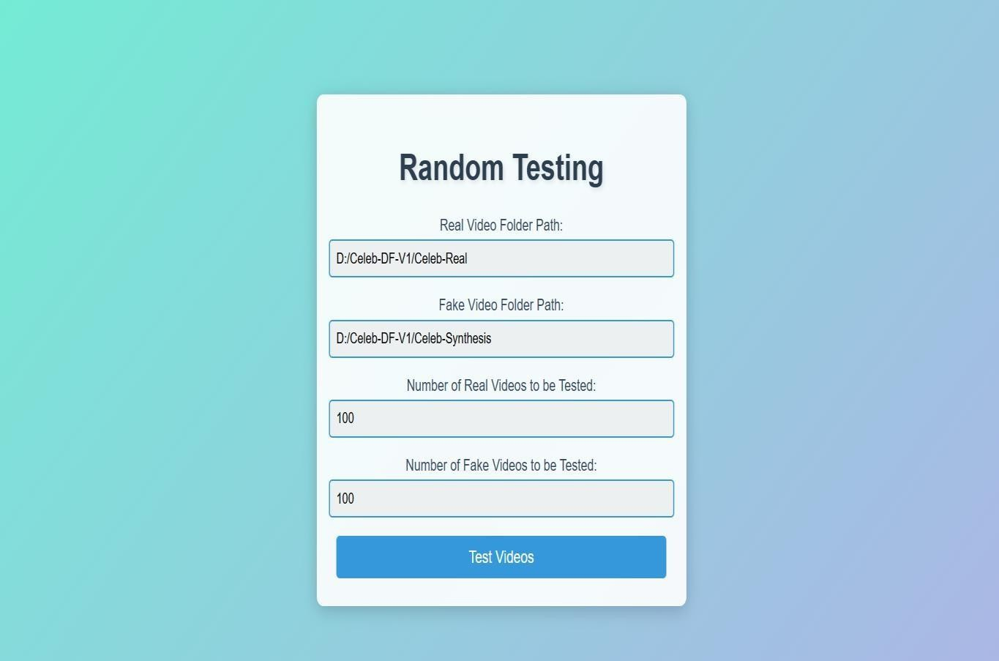 Random Testing
Real Video Folder Path:
D:/Celeb-DF-V1/Celeb-Real
Fake Video Folder Path:
D:/Celeb-DF-V1/Celeb-Synthesis
Number of Real Videos to be Tested:
100
Number of Fake Videos to be Tested:
100
Test Videos